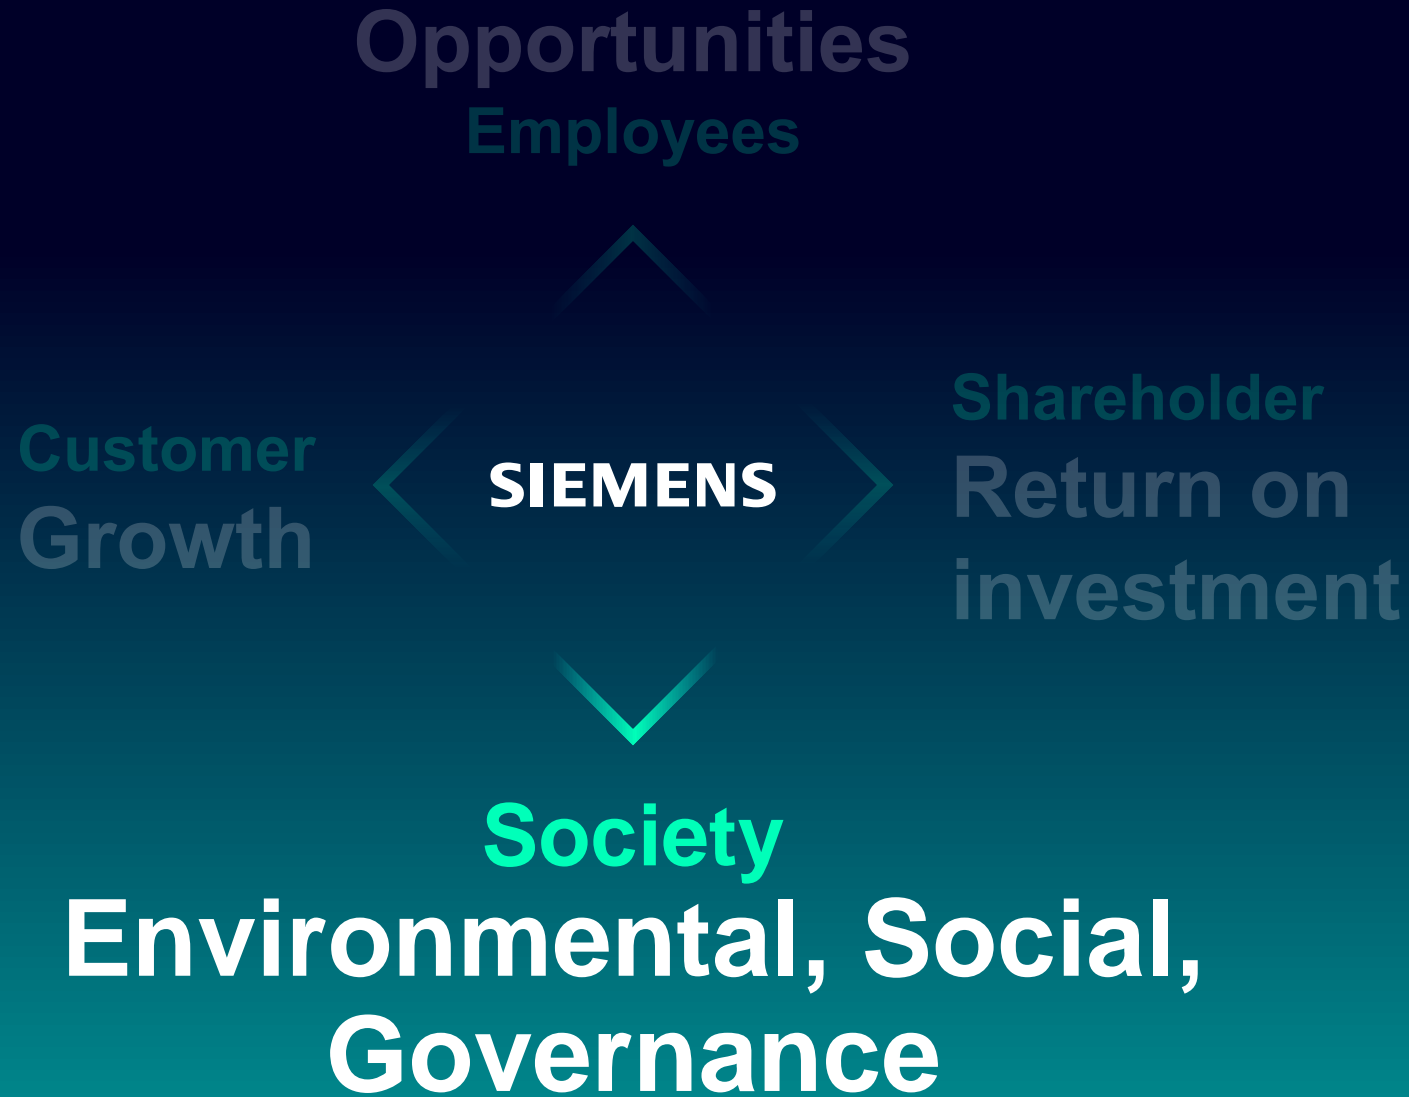 Opportunities
Employees
Customer
Growth
SIEMENS
Shareholder
Return on
investment
Society
Environmental, Social,
Governance